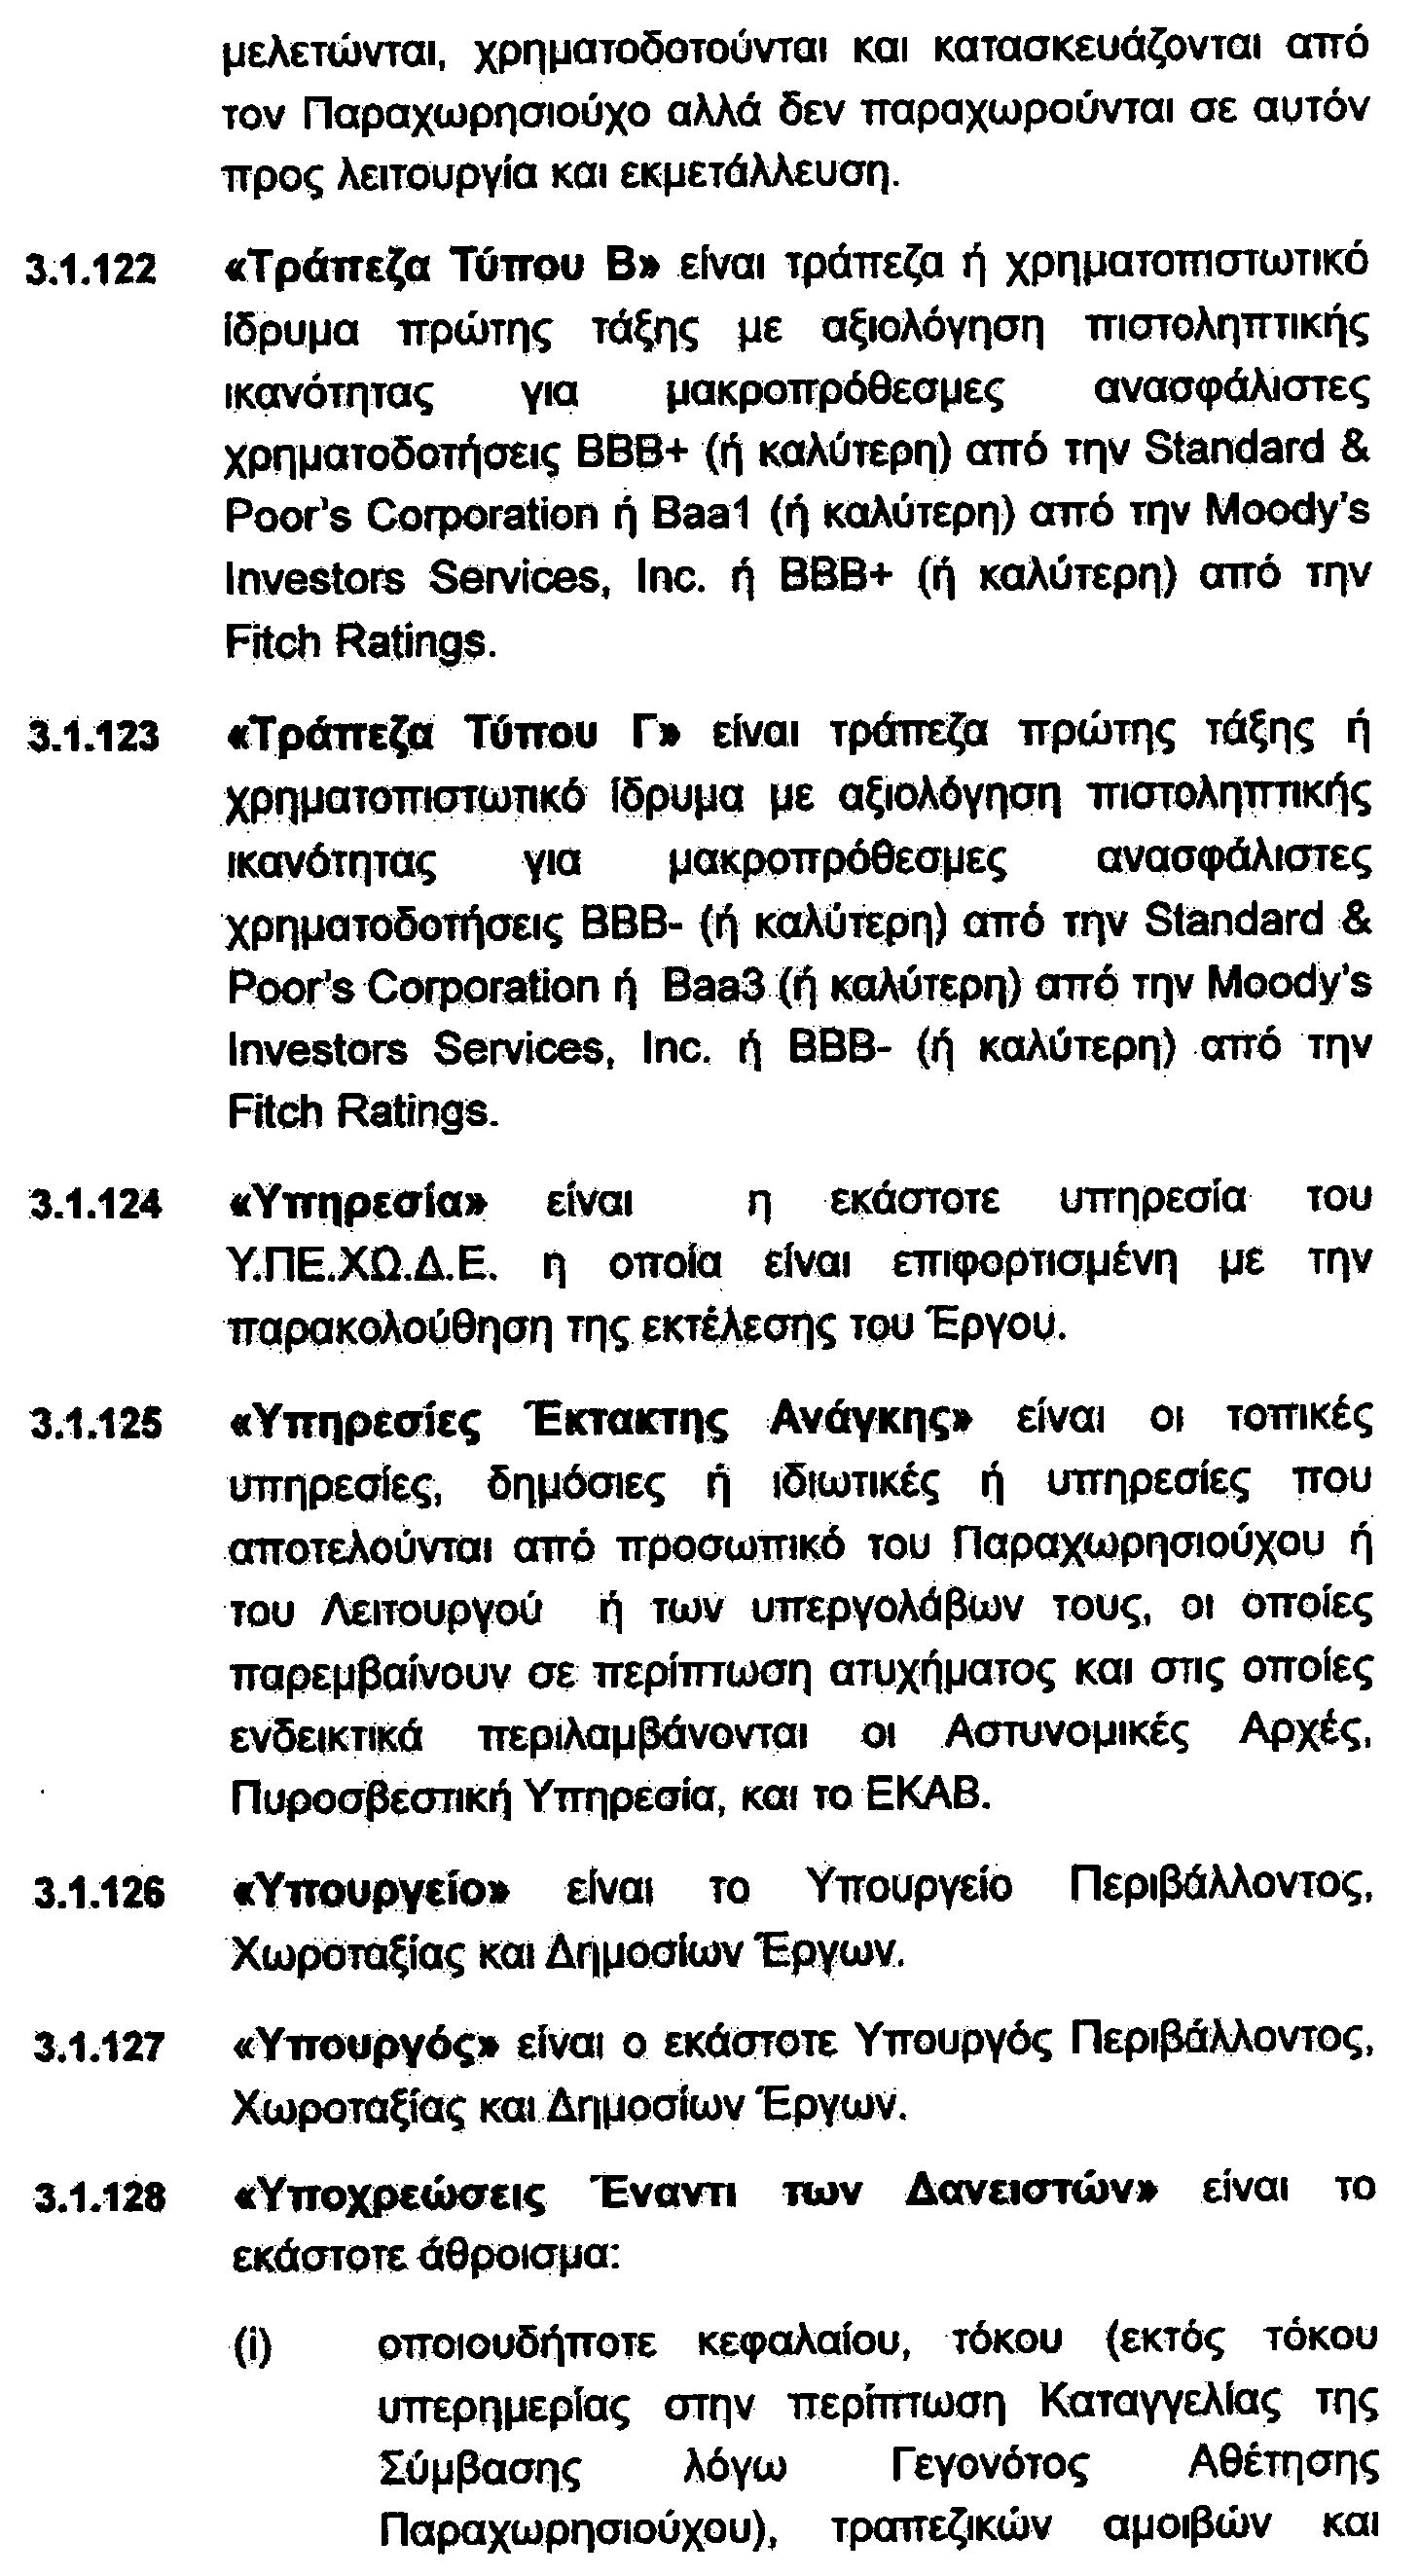 μελετώνται, χρηματοδοτούνται και κατασκευάζονται από
τον Παραχωρησιούχο αλλά δεν παραχωρούνται σε αυτόν
προς λειτουργία και εκμετάλλευση.
3.1.122 «Τράπεζα Τύπου Β» είναι τράπεζα ή χρηματοπιστωτικό
ίδρυμα πρώτης τάξης με αξιολόγηση πιστοληπτικής
ικανότητας για μακροπρόθεσμες ανασφάλιστες
χρηματοδοτήσεις BBB+ (ή καλύτερη) από την Standard &
Poor's Corporation ή Baa1 (ή καλύτερη) από την Moody's
Investors Services, Inc. ή BBB+ (ή καλύτερη) από την
Fitch Ratings.
3.1.123 «Τράπεζα Τύπου Γ» είναι τράπεζα πρώτης τάξης ή
χρηματοπιστωτικό ίδρυμα με αξιολόγηση πιστοληπτικής
ικανότητας για μακροπρόθεσμες ανασφάλιστες
χρηματοδοτήσεις BBB- (ή καλύτερη) από την Standard &
Poor's Corporation ή Baa3 (ή καλύτερη) από την Moody's
Investors Services, Inc. ή BBB- (ή καλύτερη) από την
Fitch Ratings.
3.1.124 «Υπηρεσία» είναι η εκάστοτε υπηρεσία του
Υ.ΠΕ.ΧΩ.Δ.Ε. η οποία είναι επιφορτισμένη με την
παρακολούθηση της εκτέλεσης του Έργου.
3.1.125 «Υπηρεσίες Έκτακτης Ανάγκης» είναι οι τοπικές
υπηρεσίες, δημόσιες ή ιδιωτικές ή υπηρεσίες που
αποτελούνται από προσωπικό του Παραχωρησιούχου ή
του Λειτουργού ή των υπεργολάβων τους, οι οποίες
παρεμβαίνουν σε περίπτωση ατυχήματος και στις οποίες
ενδεικτικά περιλαμβάνονται οι Αστυνομικές Αρχές,
Πυροσβεστική Υπηρεσία, και το ΕΚΑΒ.
3.1.126 «Υπουργείο» είναι το Υπουργείο Περιβάλλοντος,
Χωροταξίας και Δημοσίων Έργων.
3.1.127 «Υπουργός» είναι ο εκάστοτε Υπουργός Περιβάλλοντος,
Χωροταξίας και Δημοσίων Έργων.
3.1.128 «Υποχρεώσεις Έναντι των Δανειστών» είναι το
εκάστοτε άθροισμα:
(i) οποιουδήποτε κεφαλαίου, τόκου (εκτός τόκου
υπερημερίας στην περίπτωση Καταγγελίας της
Σύμβασης λόγω Γεγονότος Αθέτησης
Παραχωρησιούχου), τραπεζικών αμοιβών και